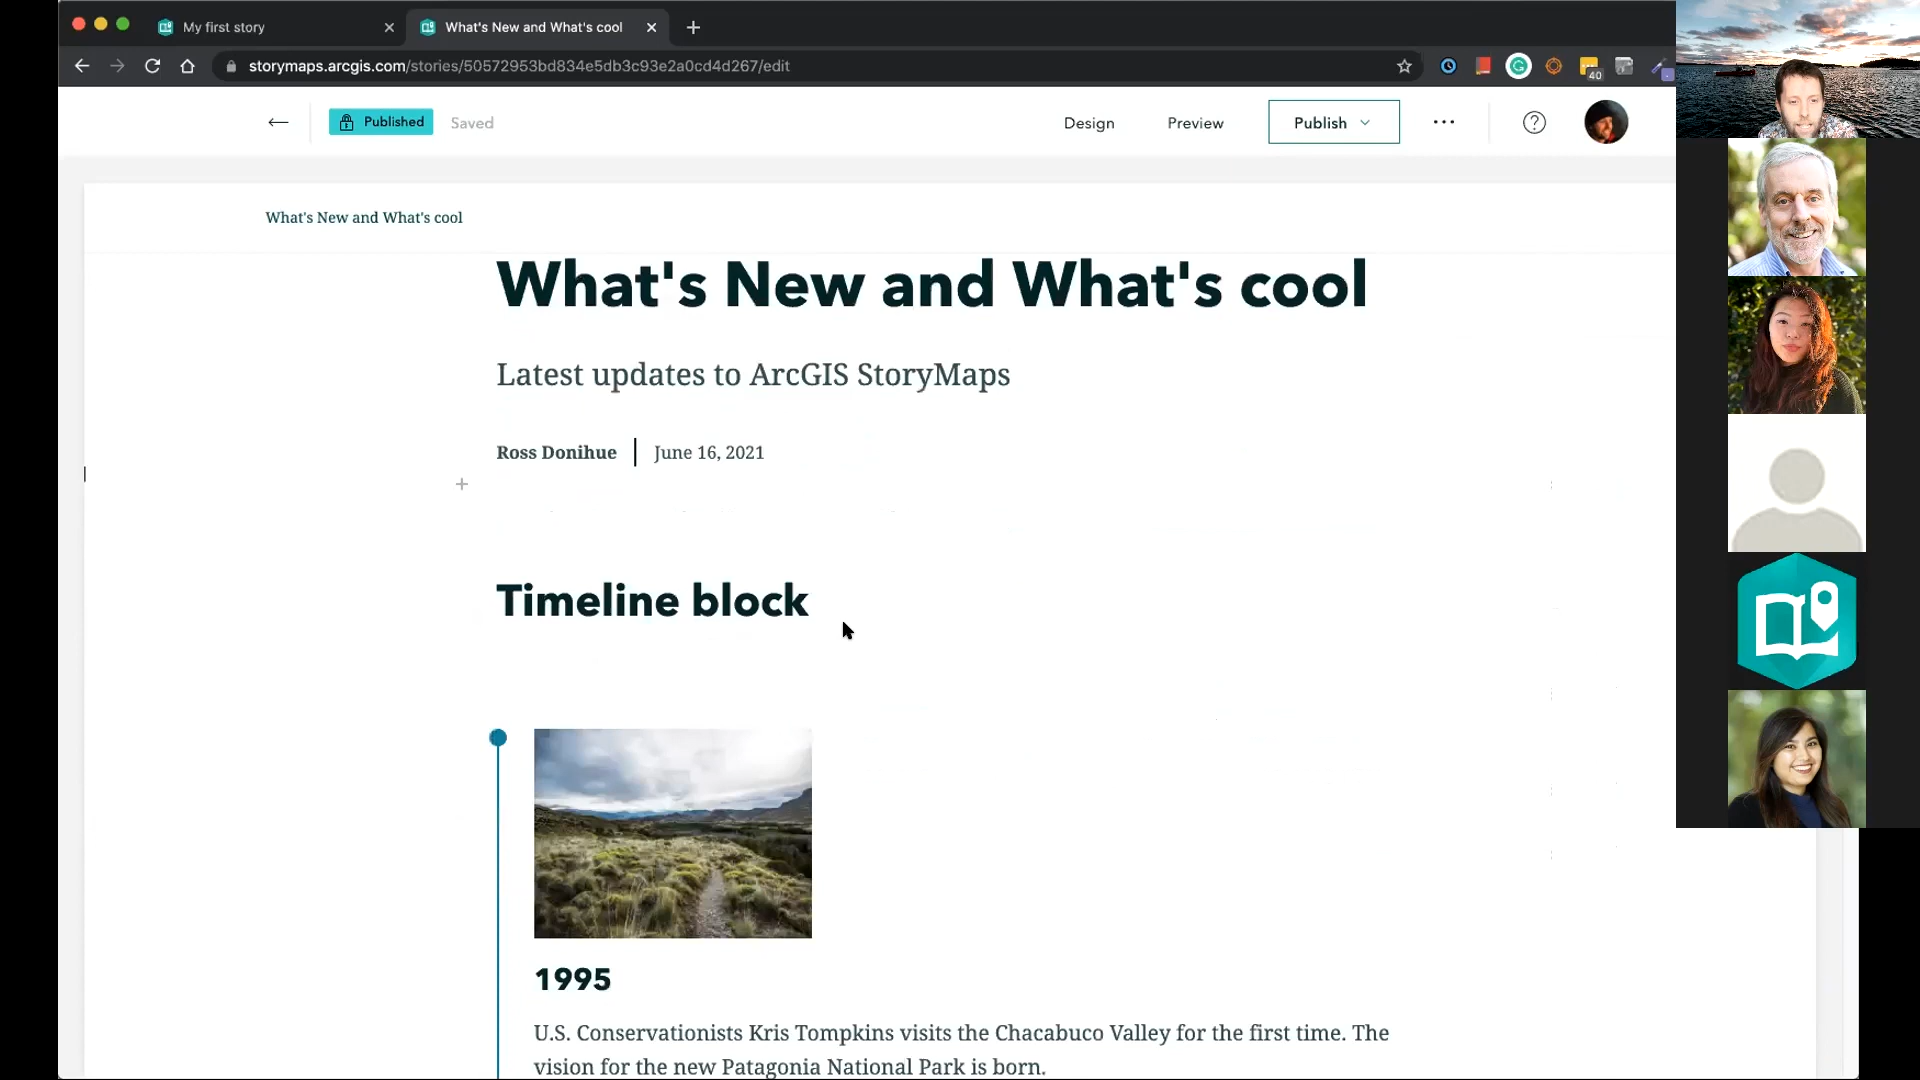 My first story
What's New and What's cool
storymaps.arcgis.com/stories/50572953bd834e5db3c93e2a0cd4d267/edit
40
Published
Saved
Design
Preview
Publish
What's New and What's cool
What's New and What's cool
Latest updates to ArcGIS StoryMaps
Ross Donihue
June 16, 2021
Timeline block
1995
U.S. Conservationists Kris Tompkins visits the Chacabuco Valley for the first time. The
vision for the new Patagonia National Park is born.